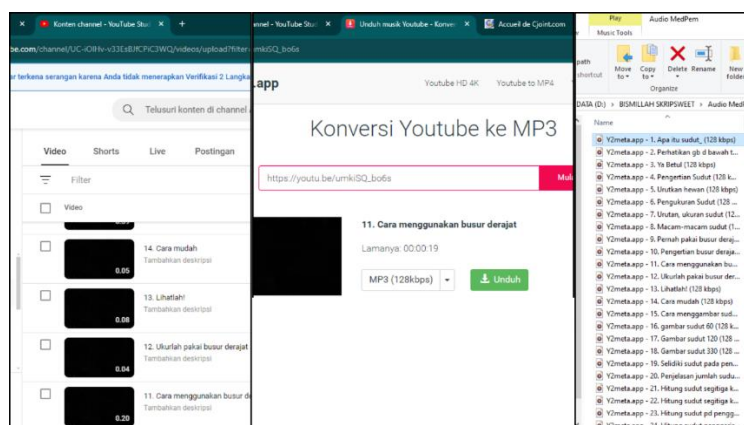 Konten channel - YouTube Stu
be.com/channel/
/videos/upload?filter
ar terkena serangan karena Anda tidak menerapkan Verifikasi 2 Langka
Telusuri konten di channel
Video Shorts Live Postingan
Filter
Video
14. Cara mudah
Tambahkan deskripsi
0.05
13. Lihatlah!
Tambahkan deskripsi
0.08
12. Ukurlah pakai busur derajat
Tambahkan deskripsi
0.04
11. Cara menggunakan busur d
Tambahkan deskripsi
0.20
annel - YouTube Stu
Unduh musik Youtube - Konver
Accueil de Cjoint.com
umkiSQ_bo6s
.app
Youtube HD 4K Youtube to MP4
Konversi Youtube ke MP3
https://youtu.be/umkiSQ_bo6s
Mul
11. Cara menggunakan busur derajat
Lamanya: 00:00:19
MP3 (128kbps)
Unduh
Play Audio MedPem
Music Tools
path
shortcut
Move to
Copy to
Delete Rename
New folder
Organize
DATA (D:) › BISMILLAH SKRIPSWEET › Audio Med
Name
Y2meta.app - 1. Apa itu sudut_ (128 kbps)
Y2meta.app - 2. Perhatikan gb d bawah t...
Y2meta.app - 3. Ya Betul (128 kbps)
Y2meta.app - 4. Pengertian Sudut (128 k...
Y2meta.app - 5. Urutkan hewan (128 kbps)
Y2meta.app - 6. Pengukuran Sudut (128 ...
Y2meta.app - 7. Urutan, ukuran sudut (12...
Y2meta.app - 8. Macam-macam sudut (1...
Y2meta.app - 9. Pernah pakai busur deraj...
Y2meta.app - 10. Pengertian busur deraja...
Y2meta.app - 11. Cara menggunakan bu...
Y2meta.app - 12. Ukurlah pakai busur der...
Y2meta.app - 13. Lihatlah! (128 kbps)
Y2meta.app - 14. Cara mudah (128 kbps)
Y2meta.app - 15. Cara menggambar sud...
Y2meta.app - 16. gambar sudut 60 (128 k...
Y2meta.app - 17. Gambar sudut 120 (128 ...
Y2meta.app - 18. Gambar sudut 330 (128 ...
Y2meta.app - 19. Selidiki sudut pada pen...
Y2meta.app - 20. Penjelasan jumlah sudu...
Y2meta.app - 21. Hitung sudut segitiga k...
Y2meta.app - 22. Hitung sudut segitiga k...
Y2meta.app - 23. Hitung sudut pd pengg...